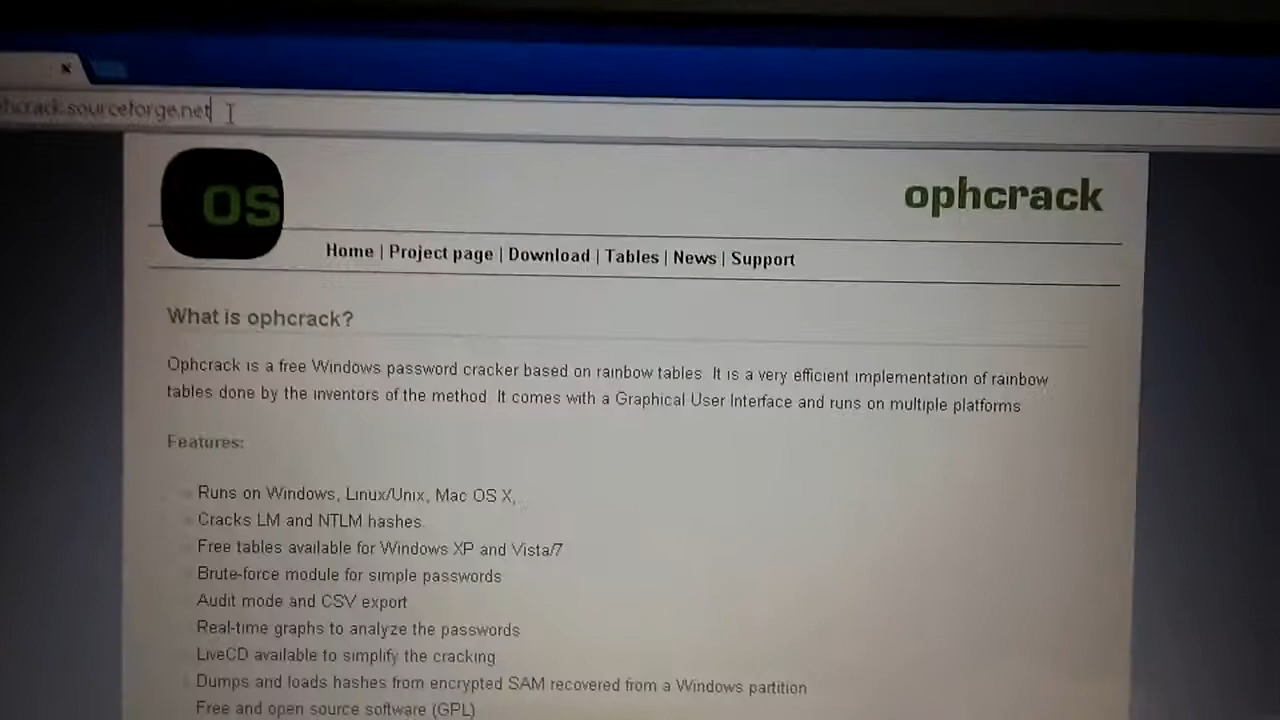 hcrack.sourceforge.net
OS
ophcrack
Home | Project page | Download | Tables | News | Support
What is ophcrack?
Ophcrack is a free Windows password cracker based on rainbow tables. It is a very efficient implementation of rainbow
tables done by the inventors of the method. It comes with a Graphical User Interface and runs on multiple platforms
Features:
Runs on Windows, Linux/Unix, Mac OS X,
Cracks LM and NTLM hashes.
Free tables available for Windows XP and Vista/7
Brute-force module for simple passwords
Audit mode and CSV export
Real-time graphs to analyze the passwords
LiveCD available to simplify the cracking
Dumps and loads hashes from encrypted SAM recovered from a Windows partition
Free and open source software (GPL)